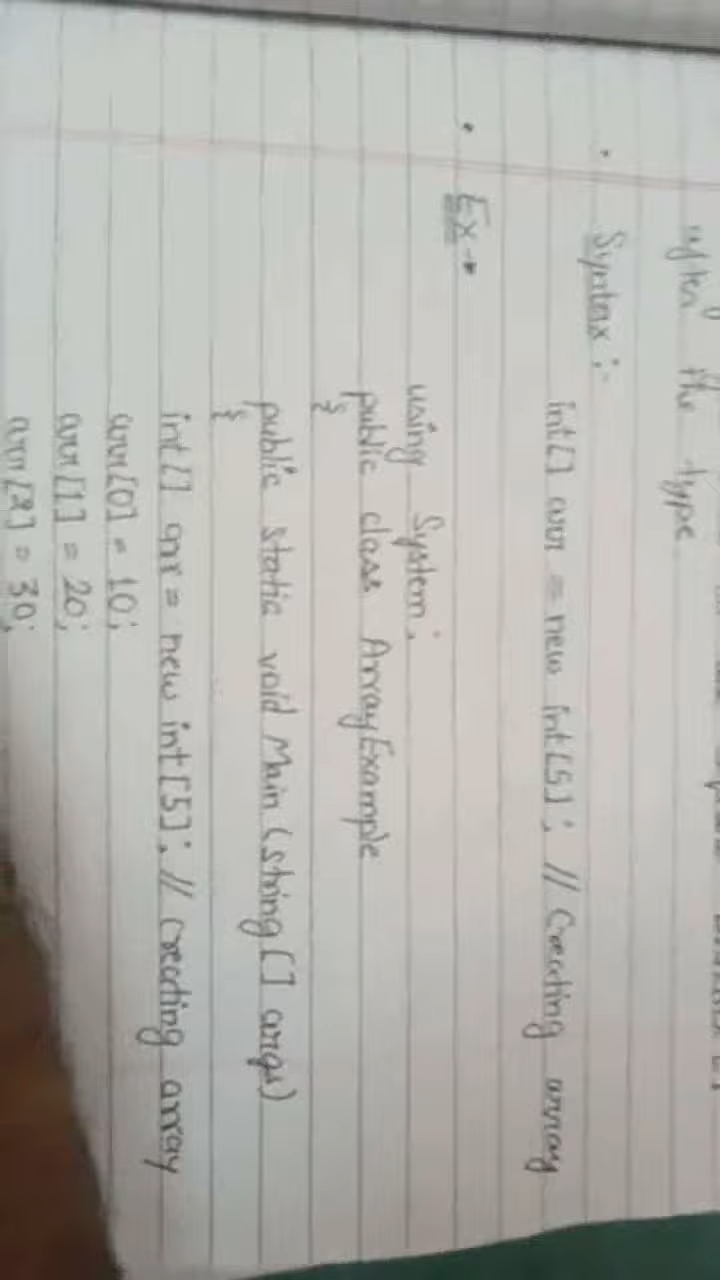 after the type
• Syntax :-
int[] arr = new int[5]; // Creating array
• Ex →
using System;
public class ArrayExample
{
public static void Main (string [] args)
{
int[] arr = new int[5]; // creating array
arr[0] = 10;
arr[1] = 20;
arr[2] = 30;